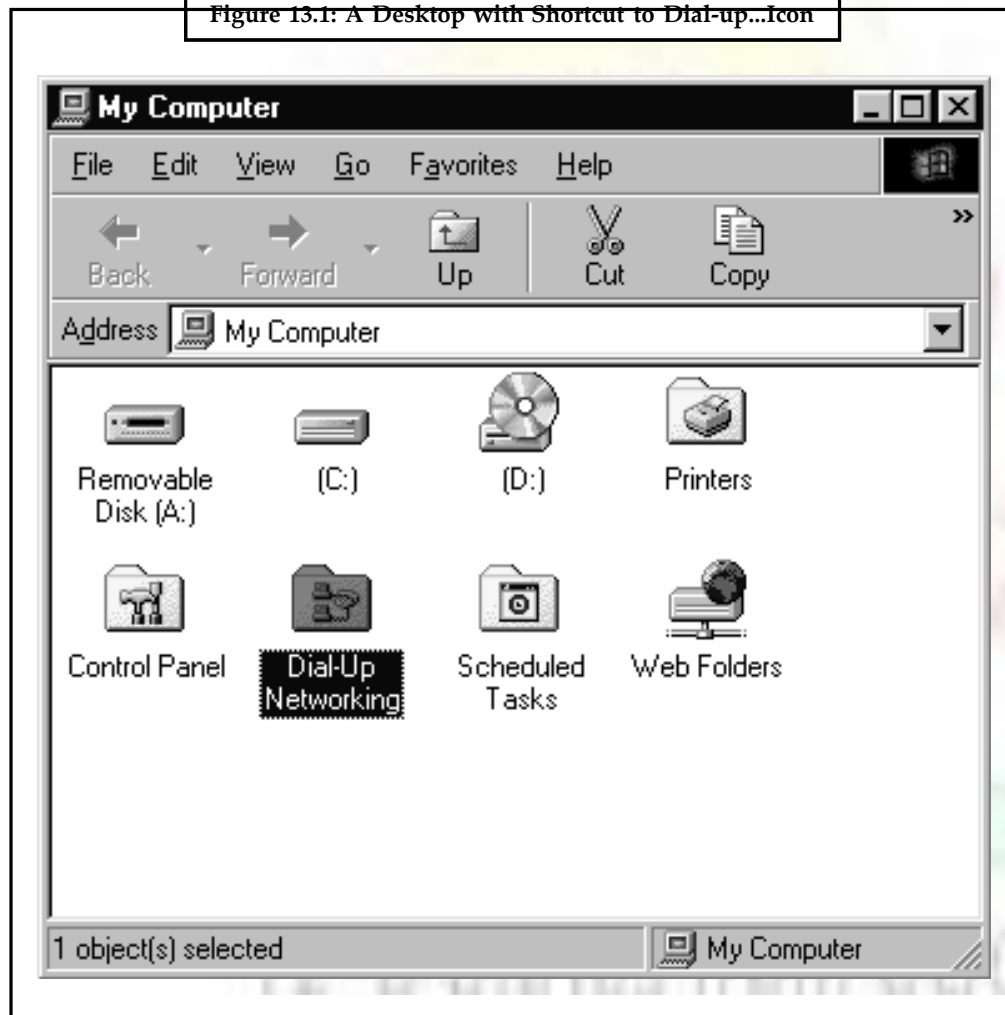 Figure 13.1: A Desktop with Shortcut to Dial-up...Icon
My Computer
File Edit View Go Favorites Help
Back Forward Up Cut Copy »
Address My Computer
Removable Disk (A:)
(C:)
(D:)
Printers
Control Panel
Dial-Up Networking
Scheduled Tasks
Web Folders
1 object(s) selected
My Computer